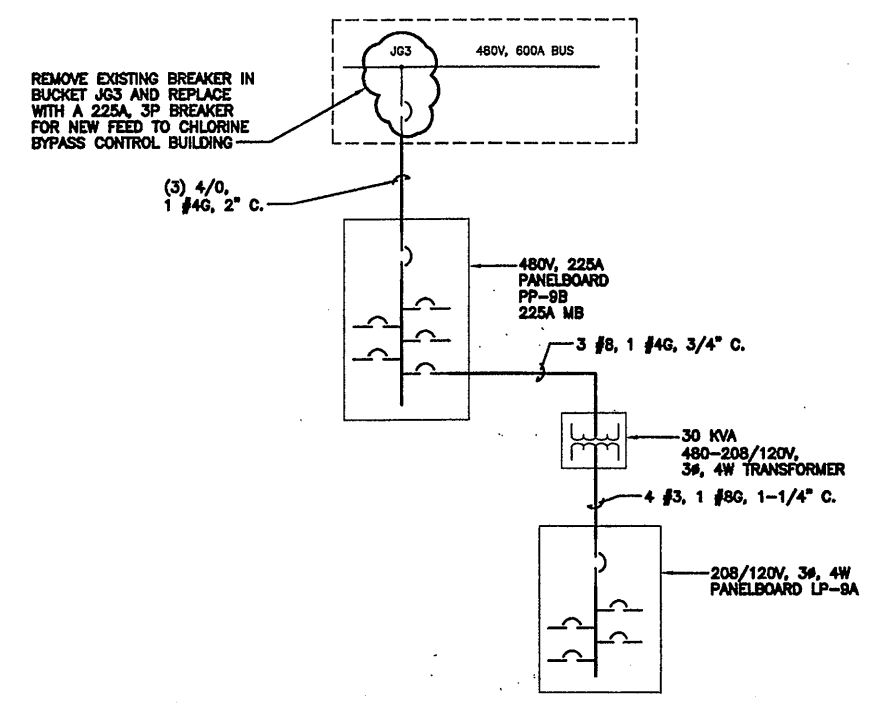 JG3
480V, 600A BUS
REMOVE EXISTING BREAKER IN
BUCKET JG3 AND REPLACE
WITH A 225A, 3P BREAKER
FOR NEW FEED TO CHLORINE
BYPASS CONTROL BUILDING
(3) 4/0,
1 #4G, 2" C.
480V, 225A
PANELBOARD
PP-9B
225A MB
3 #8, 1 #4G, 3/4" C.
30 KVA
480-208/120V,
3ø, 4W TRANSFORMER
4 #3, 1 #8G, 1-1/4" C.
208/120V, 3ø, 4W
PANELBOARD LP-9A